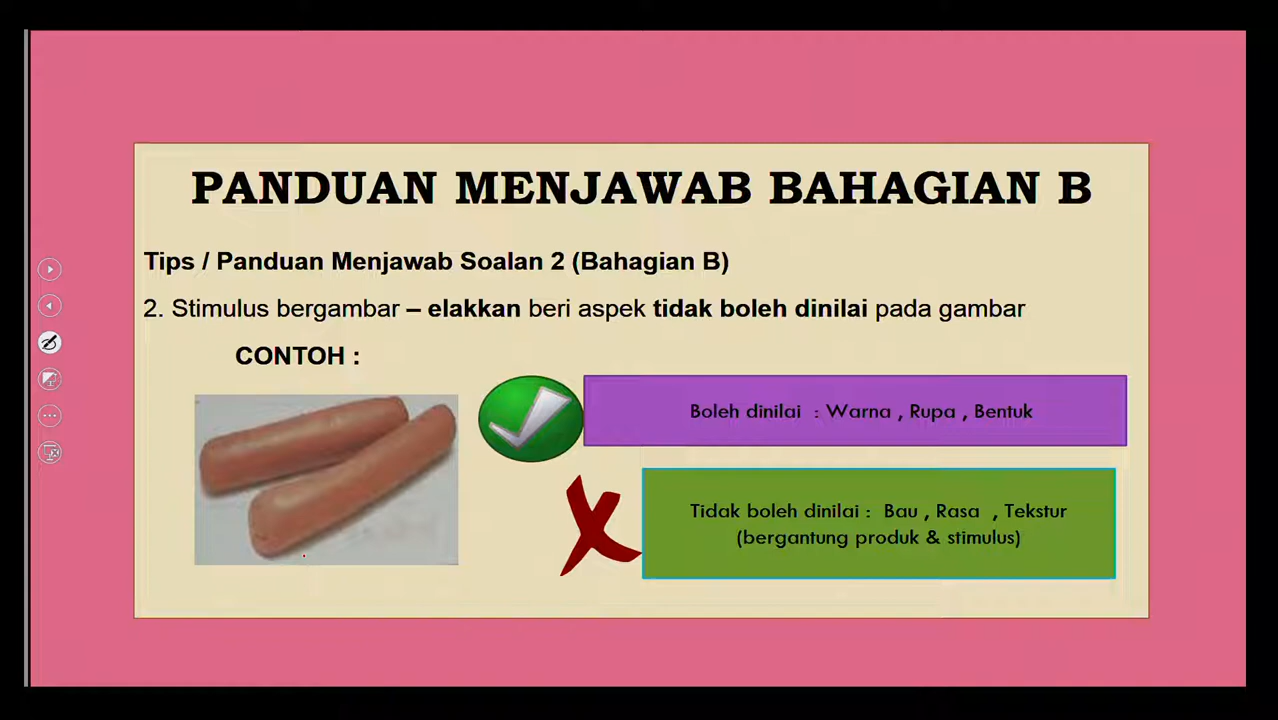 PANDUAN MENJAWAB BAHAGIAN B
Tips / Panduan Menjawab Soalan 2 (Bahagian B)
2. Stimulus bergambar – elakkan beri aspek tidak boleh dinilai pada gambar
CONTOH :
Boleh dinilai : Warna , Rupa , Bentuk
Tidak boleh dinilai : Bau , Rasa , Tekstur
(bergantung produk & stimulus)